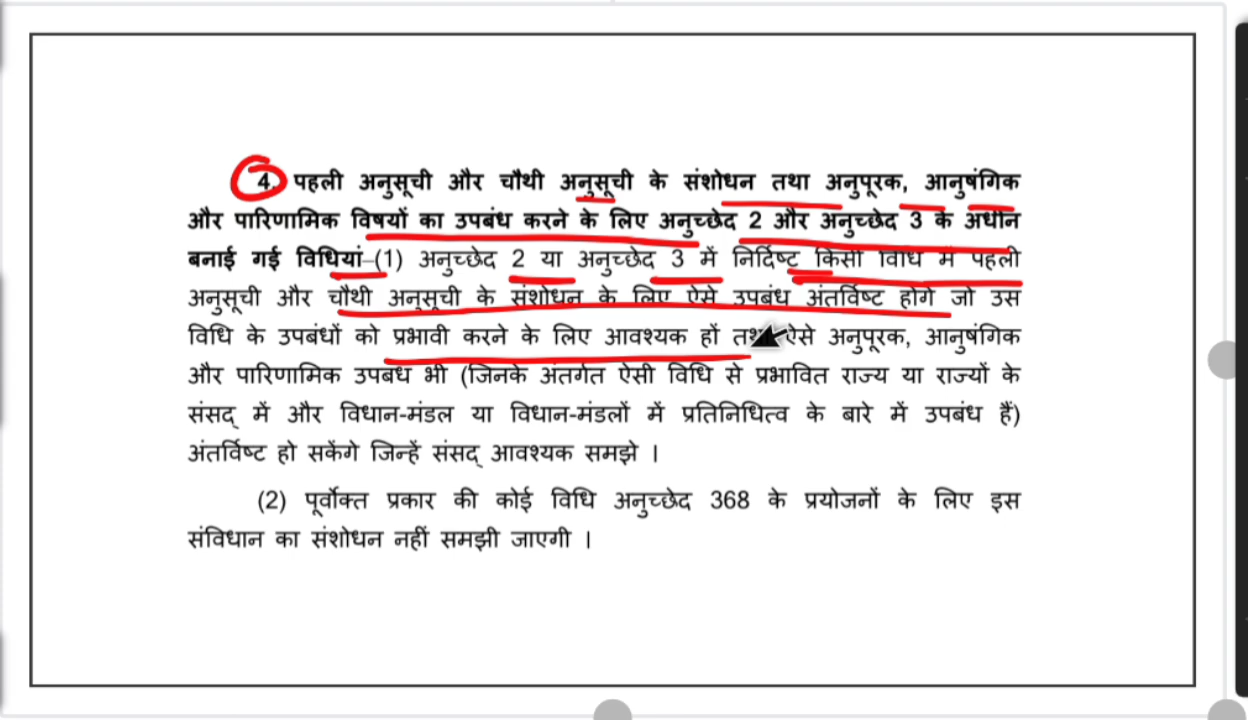 4. पहली अनुसूची और चौथी अनुसूची के संशोधन तथा अनुपूरक, आनुषंगिक
और पारिणामिक विषयों का उपबंध करने के लिए अनुच्छेद 2 और अनुच्छेद 3 के अधीन
बनाई गई विधियां–(1) अनुच्छेद 2 या अनुच्छेद 3 में निर्दिष्ट किसी विधि में पहली
अनुसूची और चौथी अनुसूची के संशोधन के लिए ऐसे उपबंध अंतर्विष्ट होंगे जो उस
विधि के उपबंधों को प्रभावी करने के लिए आवश्यक हों तथा ऐसे अनुपूरक, आनुषंगिक
और पारिणामिक उपबंध भी (जिनके अंतर्गत ऐसी विधि से प्रभावित राज्य या राज्यों के
संसद् में और विधान-मंडल या विधान-मंडलों में प्रतिनिधित्व के बारे में उपबंध हैं)
अंतर्विष्ट हो सकेंगे जिन्हें संसद् आवश्यक समझे ।
(2) पूर्वोक्त प्रकार की कोई विधि अनुच्छेद 368 के प्रयोजनों के लिए इस
संविधान का संशोधन नहीं समझी जाएगी ।